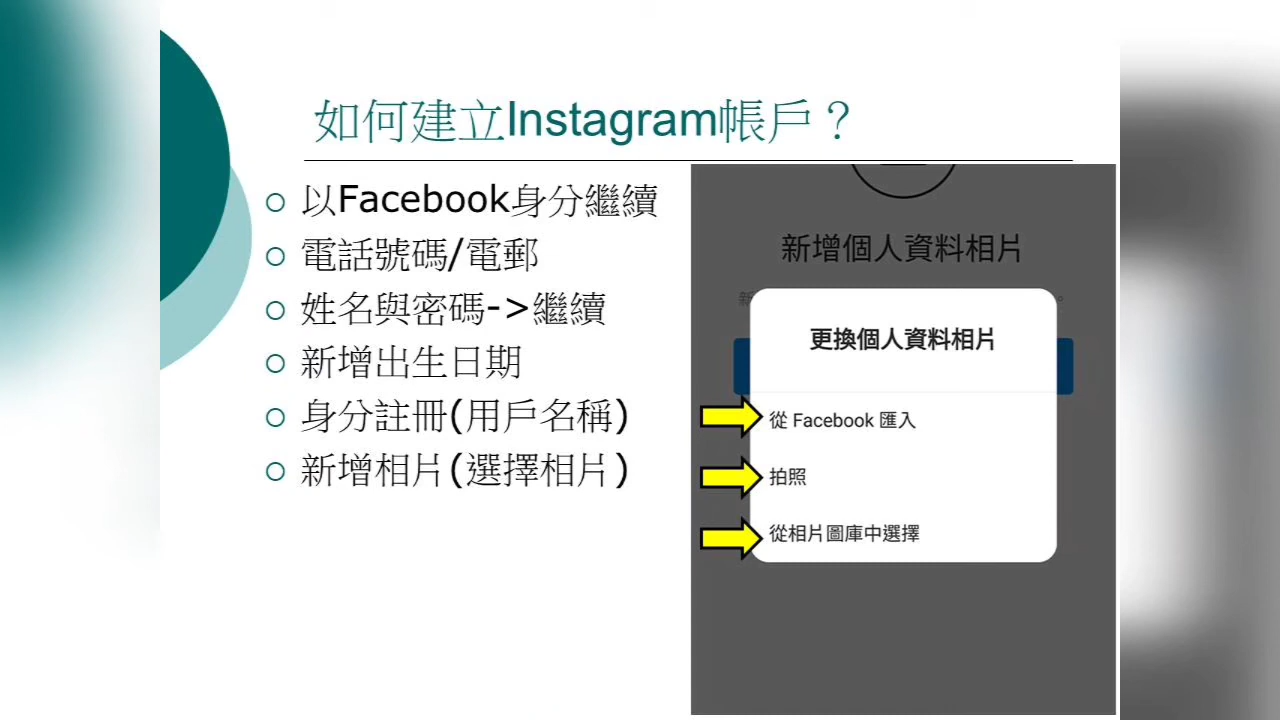 如何建立Instagram帳戶？
以Facebook身分繼續
電話號碼/電郵
姓名與密碼->繼續
新增出生日期
身分註冊(用戶名稱)
新增相片(選擇相片)
新增個人資料相片
新
更換個人資料相片
從 Facebook 匯入
拍照
從相片圖庫中選擇